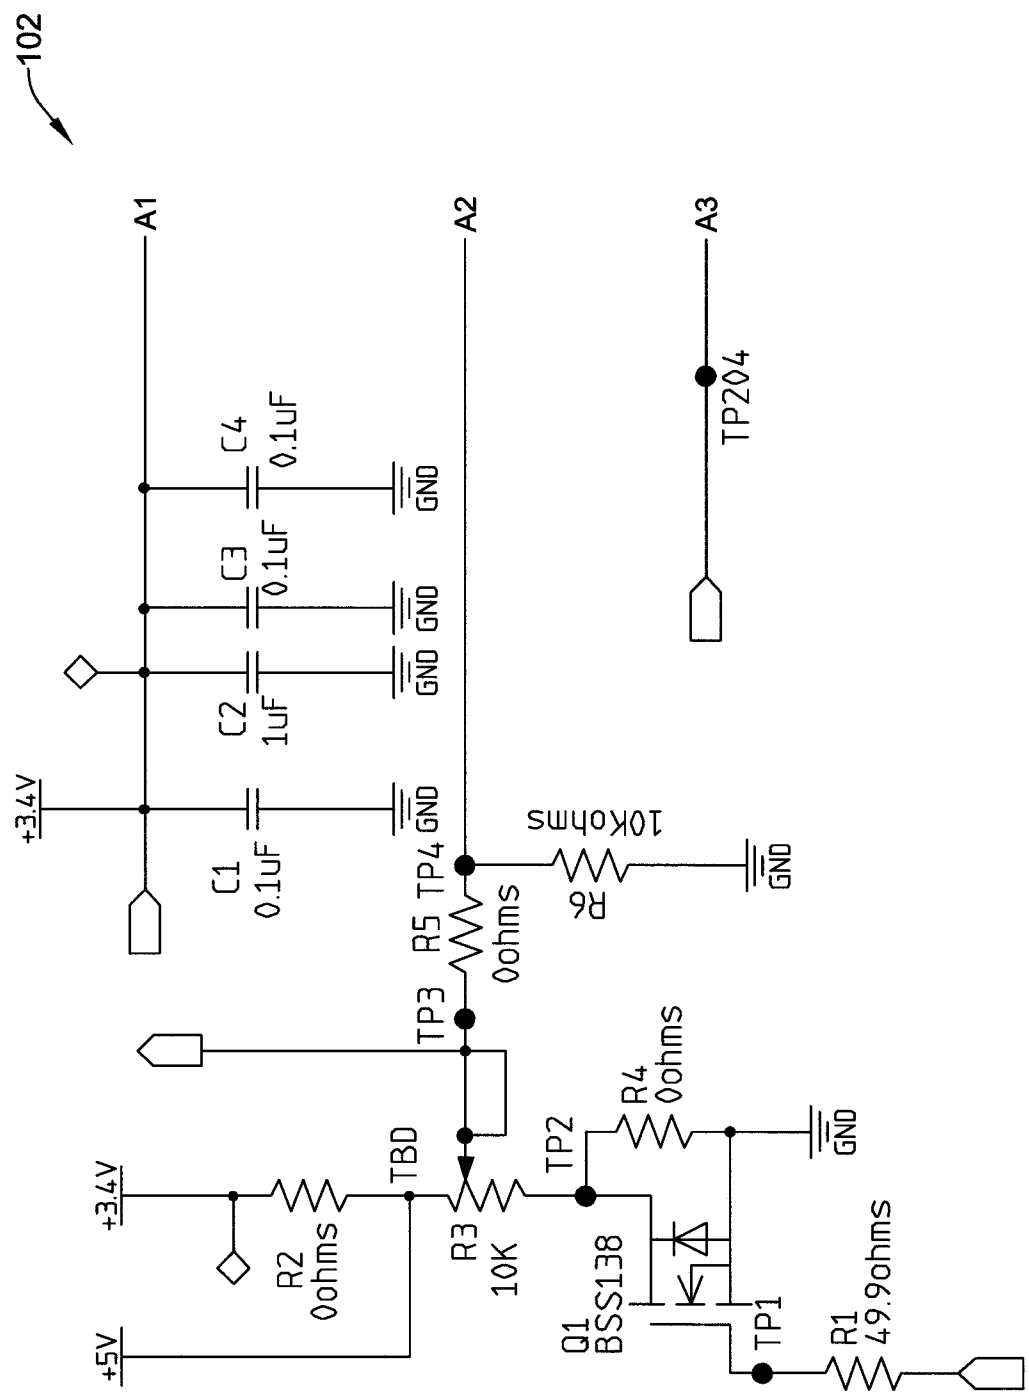 102
A1
A2
A3
+3.4V
C1
0.1uF
GND
C2
1uF
GND
C3
0.1uF
GND
C4
0.1uF
GND
+3.4V
+5V
R2
0ohms
TBD
R3
10K
TP3
R5
0ohms
TP4
R6
10Kohms
GND
TP2
R4
0ohms
GND
Q1
BSS138
TP1
R1
49.9ohms
TP204